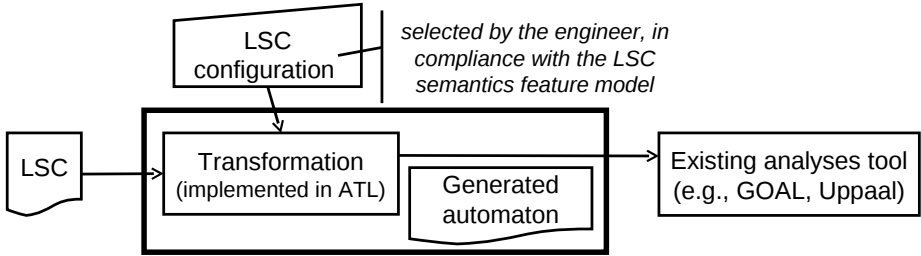 LSC
configuration
selected by the engineer, in
compliance with the LSC
semantics feature model
LSC
Transformation
(implemented in ATL)
Generated
automaton
Existing analyses tool
(e.g., GOAL, Uppaal)